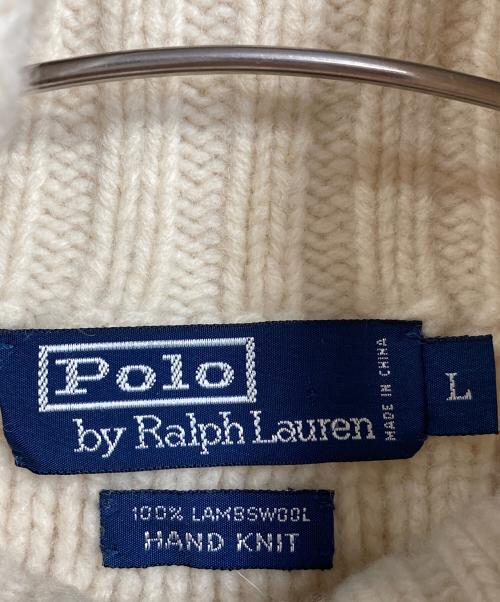 Polo
by Ralph Lauren
MADE IN CHINA
L
100% LAMBSWOOL
HAND KNIT